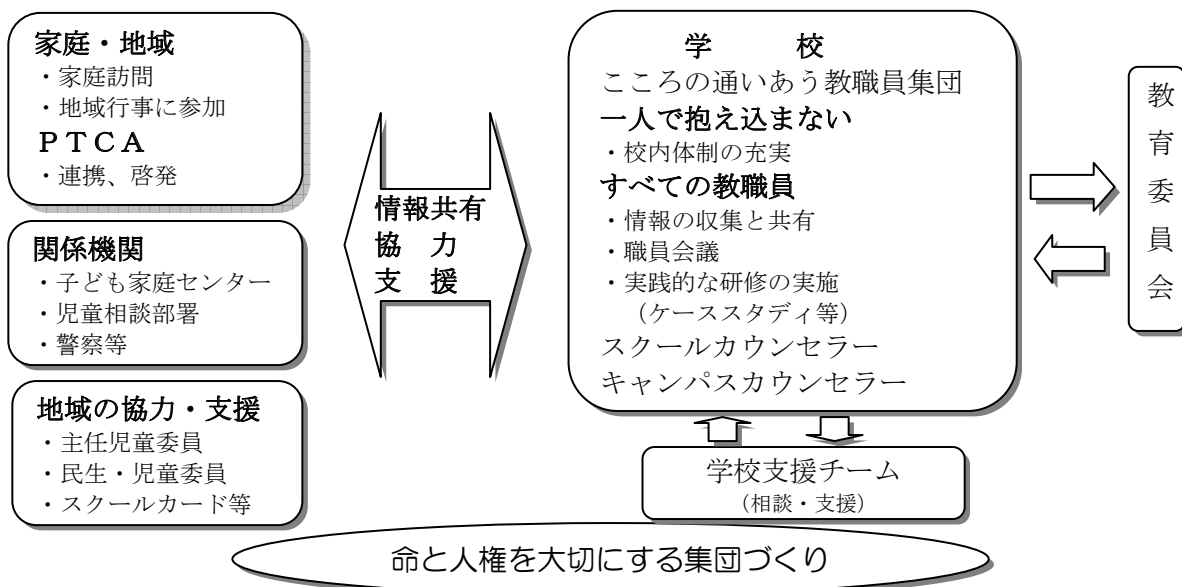 家庭・地域
・家庭訪問
・地域行事に参加
ＰＴＣＡ
・連携、啓発
関係機関
・子ども家庭センター
・児童相談部署
・警察等
地域の協力・支援
・主任児童委員
・民生・児童委員
・スクールカード等
情報共有
協　力
支　援
学　　校
こころの通いあう教職員集団
一人で抱え込まない
・校内体制の充実
すべての教職員
・情報の収集と共有
・職員会議
・実践的な研修の実施
（ケーススタディ等）
スクールカウンセラー
キャンパスカウンセラー
教育委員会
学校支援チーム
（相談・支援）
命と人権を大切にする集団づくり